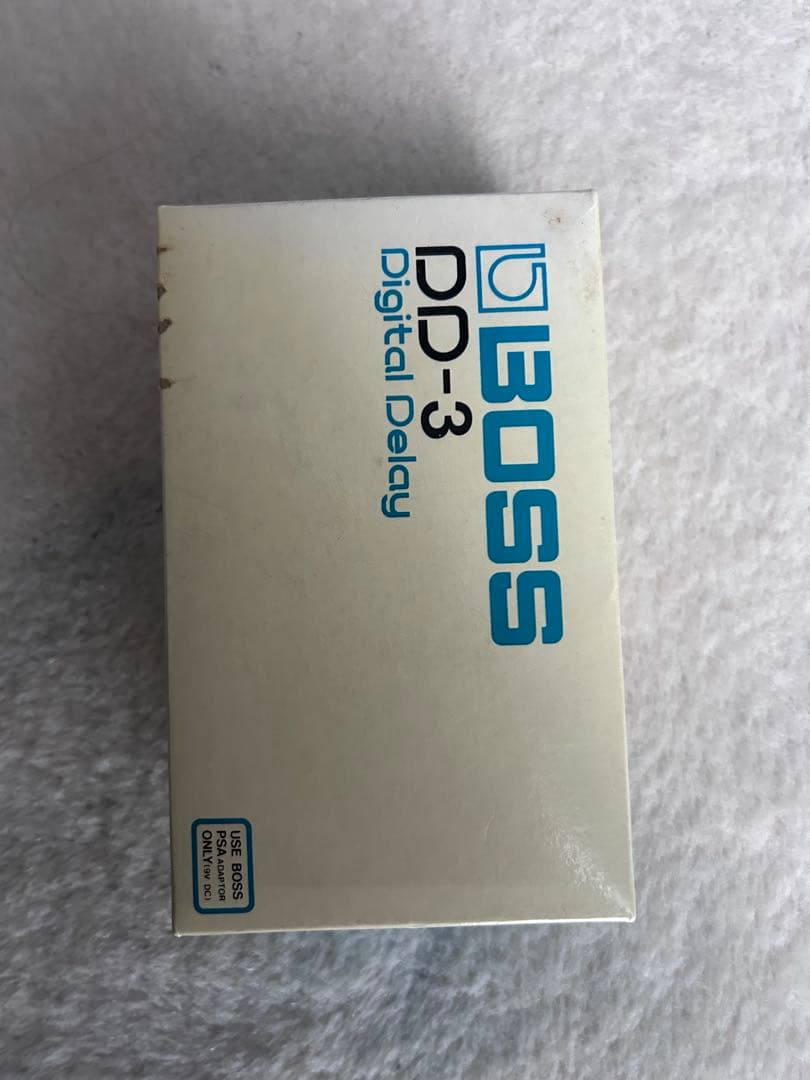 BOSS
DD-3
Digital Delay
USE BOSS
PSA ADAPTOR
ONLY(9V DC)